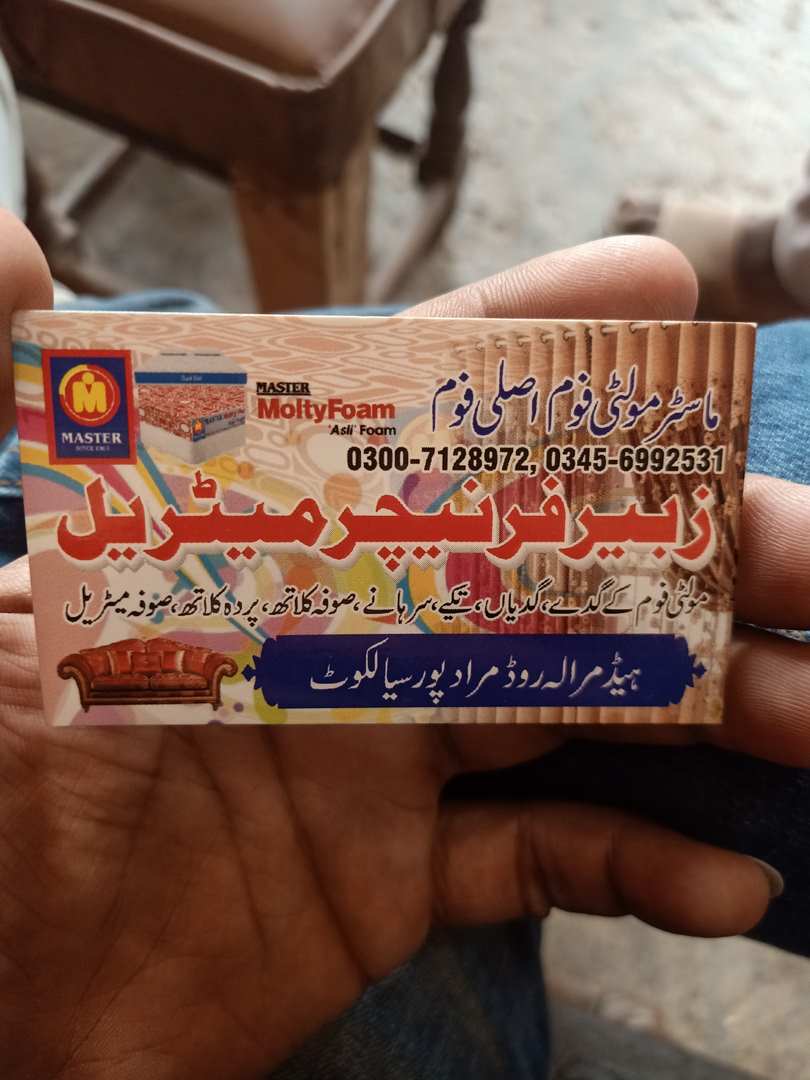 MASTER
MASTER
MoltyFoam
'Asli' Foam
ماسٹر مولٹی فوم اصلی فوم
0300-7128972, 0345-6992531
زبیر فرنیچر میٹریل
مولٹی فوم کے گدے، گدیاں، تکیے، سرہانے، صوفہ کلاتھ، پردہ کلاتھ، صوفہ میٹریل
ہیڈ مرالہ روڈ مراد پور سیالکوٹ